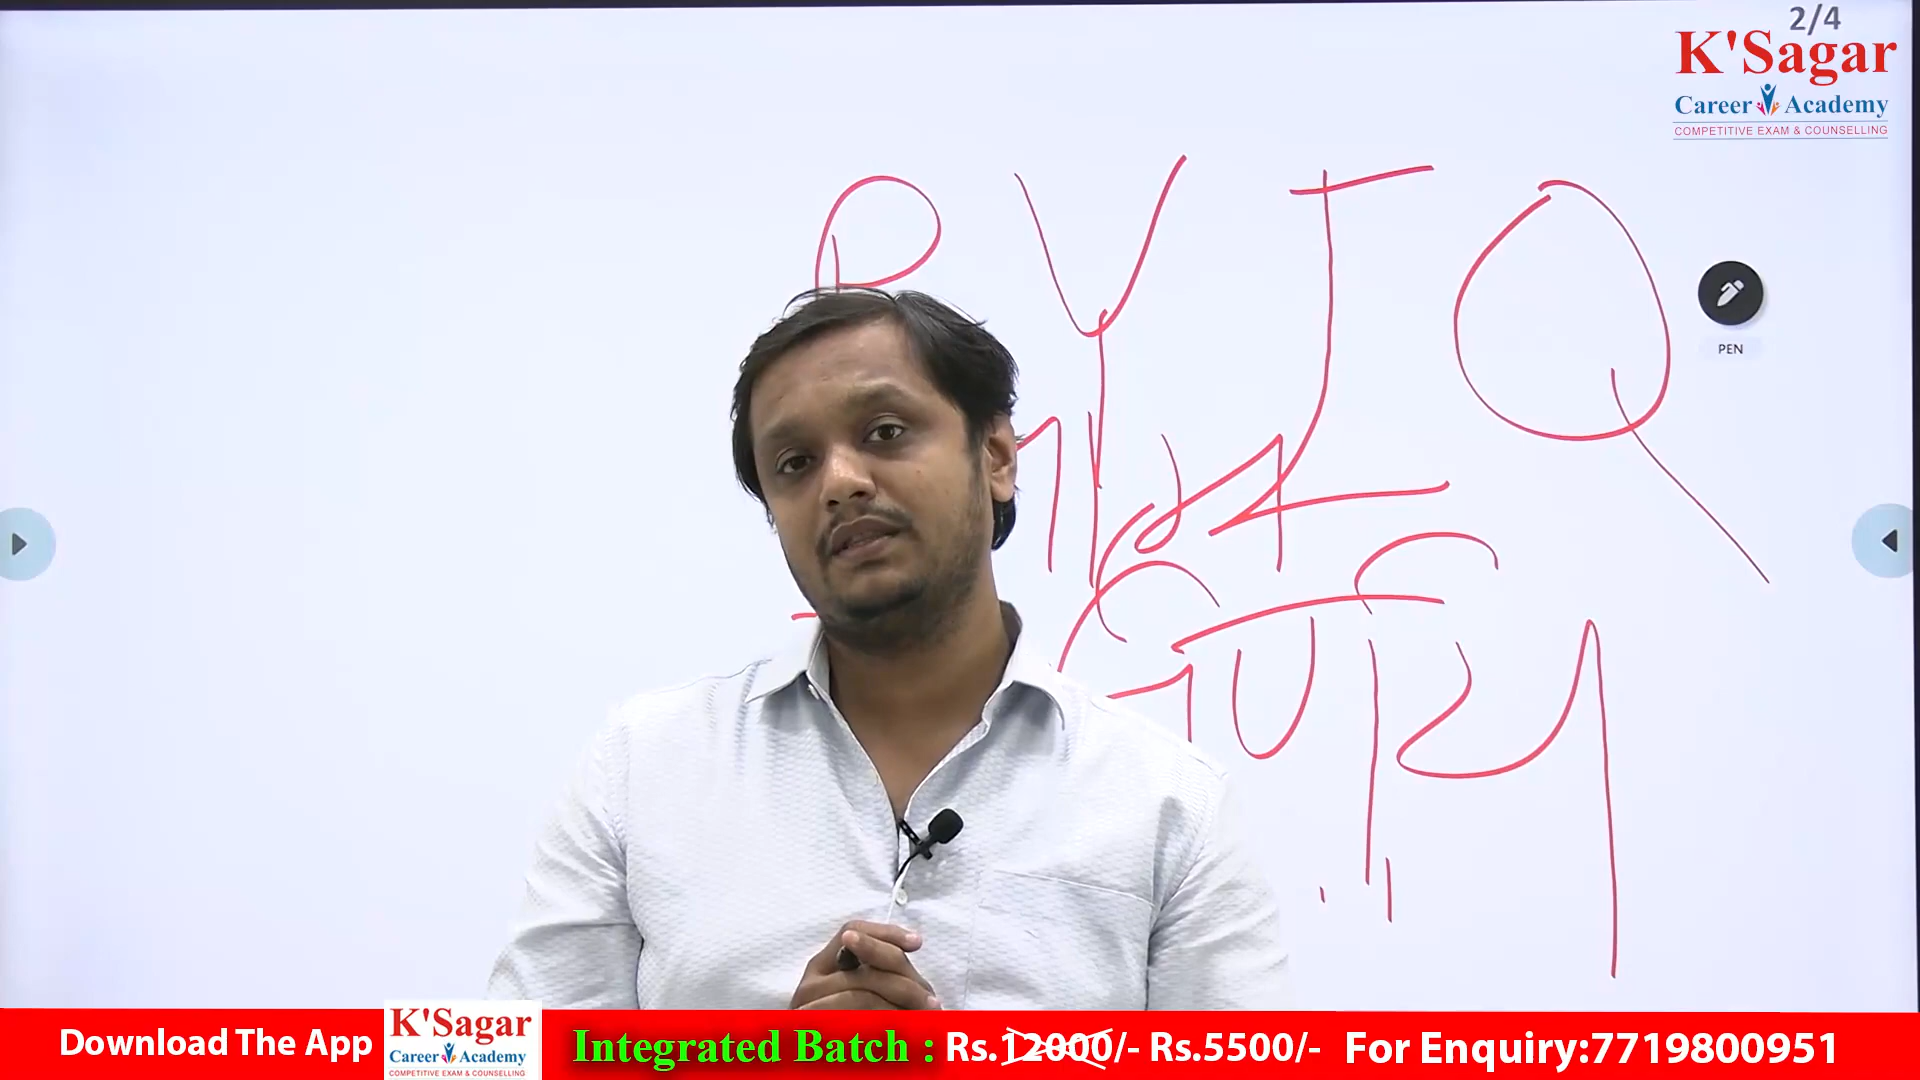 2/4
K'Sagar
Career Academy
COMPETITIVE EXAM & COUNSELLING
P Y J Q
PEN
Download The App
K'Sagar
Career Academy
COMPETITIVE EXAM & COUNSELLING
Integrated Batch : Rs.12000/- Rs.5500/- For Enquiry:7719800951